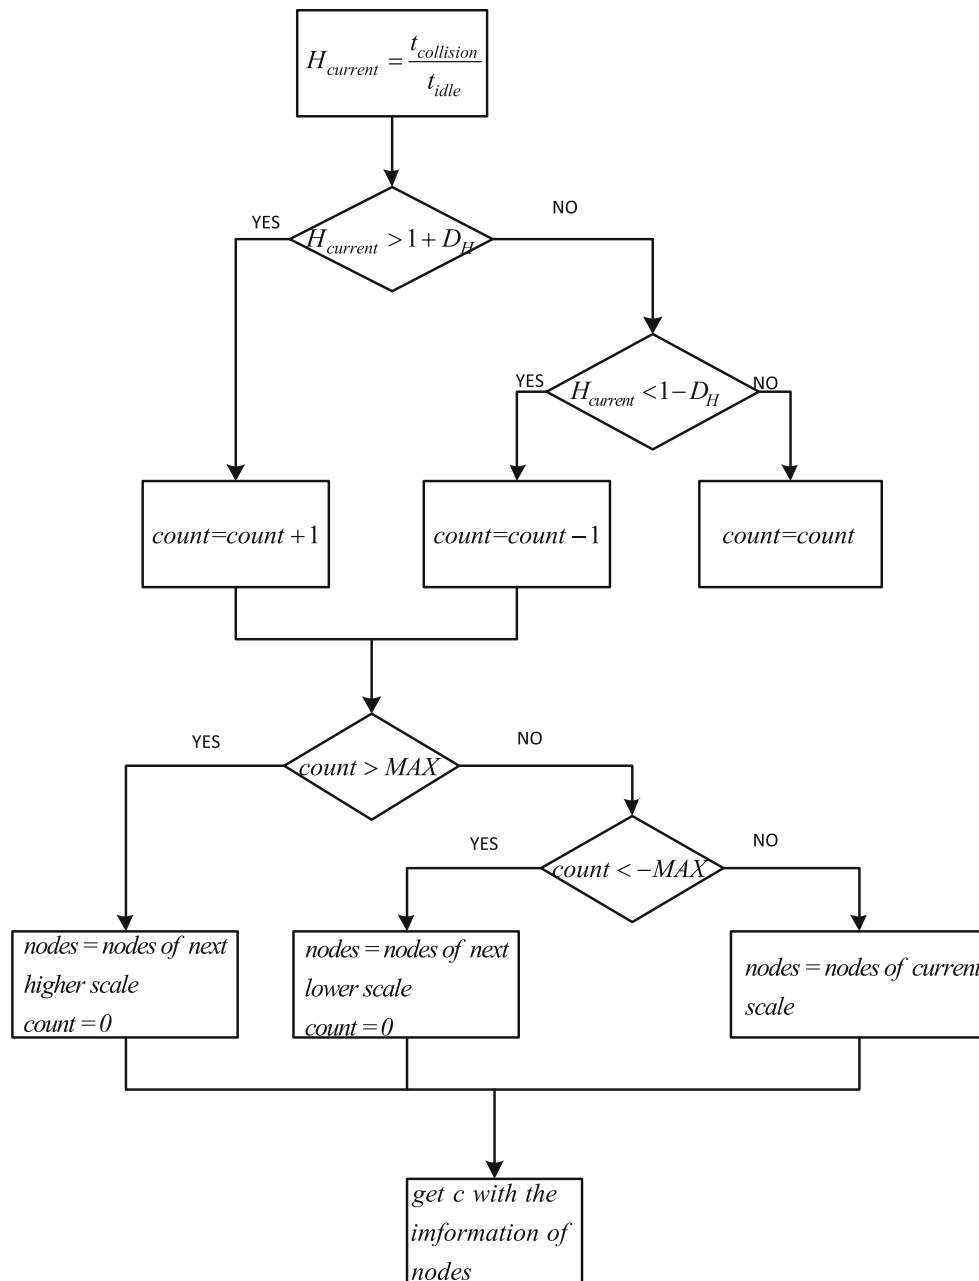 H_current = t_collision / t_idle
YES
NO
H_current > 1 + D_H
YES
H_current < 1 − D_H
NO
count=count + 1
count=count − 1
count=count
YES
NO
count > MAX
YES
NO
count < −MAX
nodes = nodes of next
higher scale
count = 0
nodes = nodes of next
lower scale
count = 0
nodes = nodes of current
scale
get c with the
imformation of
nodes